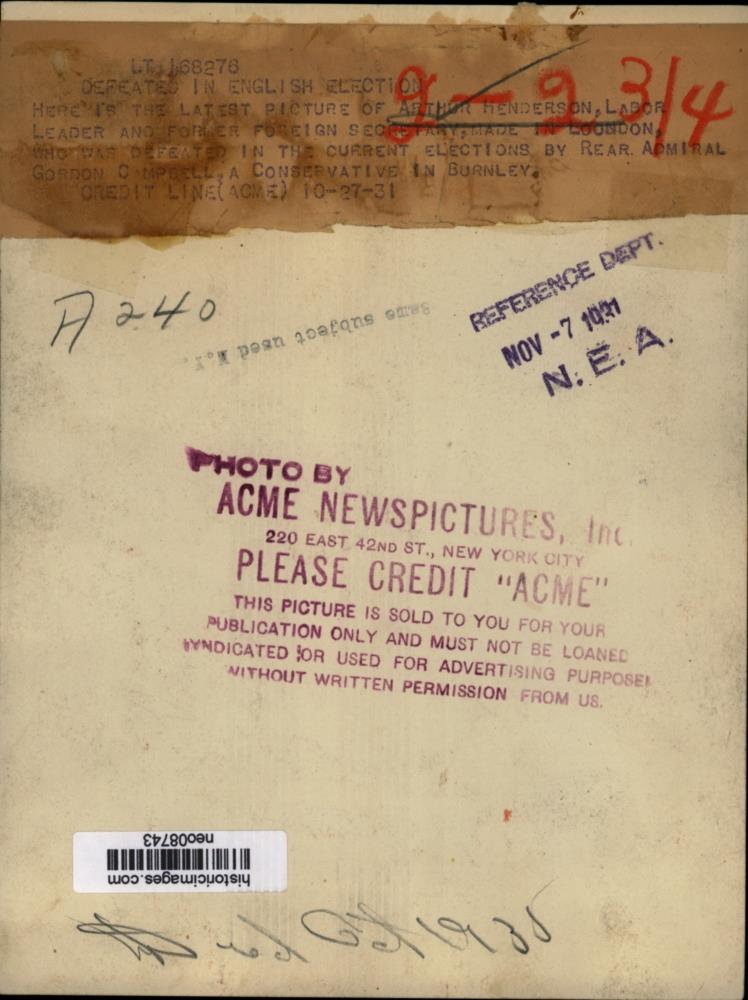 LT 168276
DEFEATED IN ENGLISH ELECTION
HERE IS THE LATEST PICTURE OF ARTHUR HENDERSON, LABOR
LEADER AND FORMER FOREIGN SECRETARY, MADE IN LOUNDON,
WHO WAS DEFEATED IN THE CURRENT ELECTIONS BY REAR ADMIRAL
GORDON CAMPBELL, A CONSERVATIVE IN BURNLEY.
CREDIT LINE (ACME) 10-27-31
2-2 3/4
A 240
Same subject used N.Y.
REFERENCE DEPT.
NOV -7 1931
N. E. A.
PHOTO BY
ACME NEWSPICTURES, Inc.
220 EAST 42ND ST., NEW YORK CITY
PLEASE CREDIT "ACME"
THIS PICTURE IS SOLD TO YOU FOR YOUR
PUBLICATION ONLY AND MUST NOT BE LOANED
SYNDICATED OR USED FOR ADVERTISING PURPOSES
WITHOUT WRITTEN PERMISSION FROM US.
historicimages.com
neo08743
1935